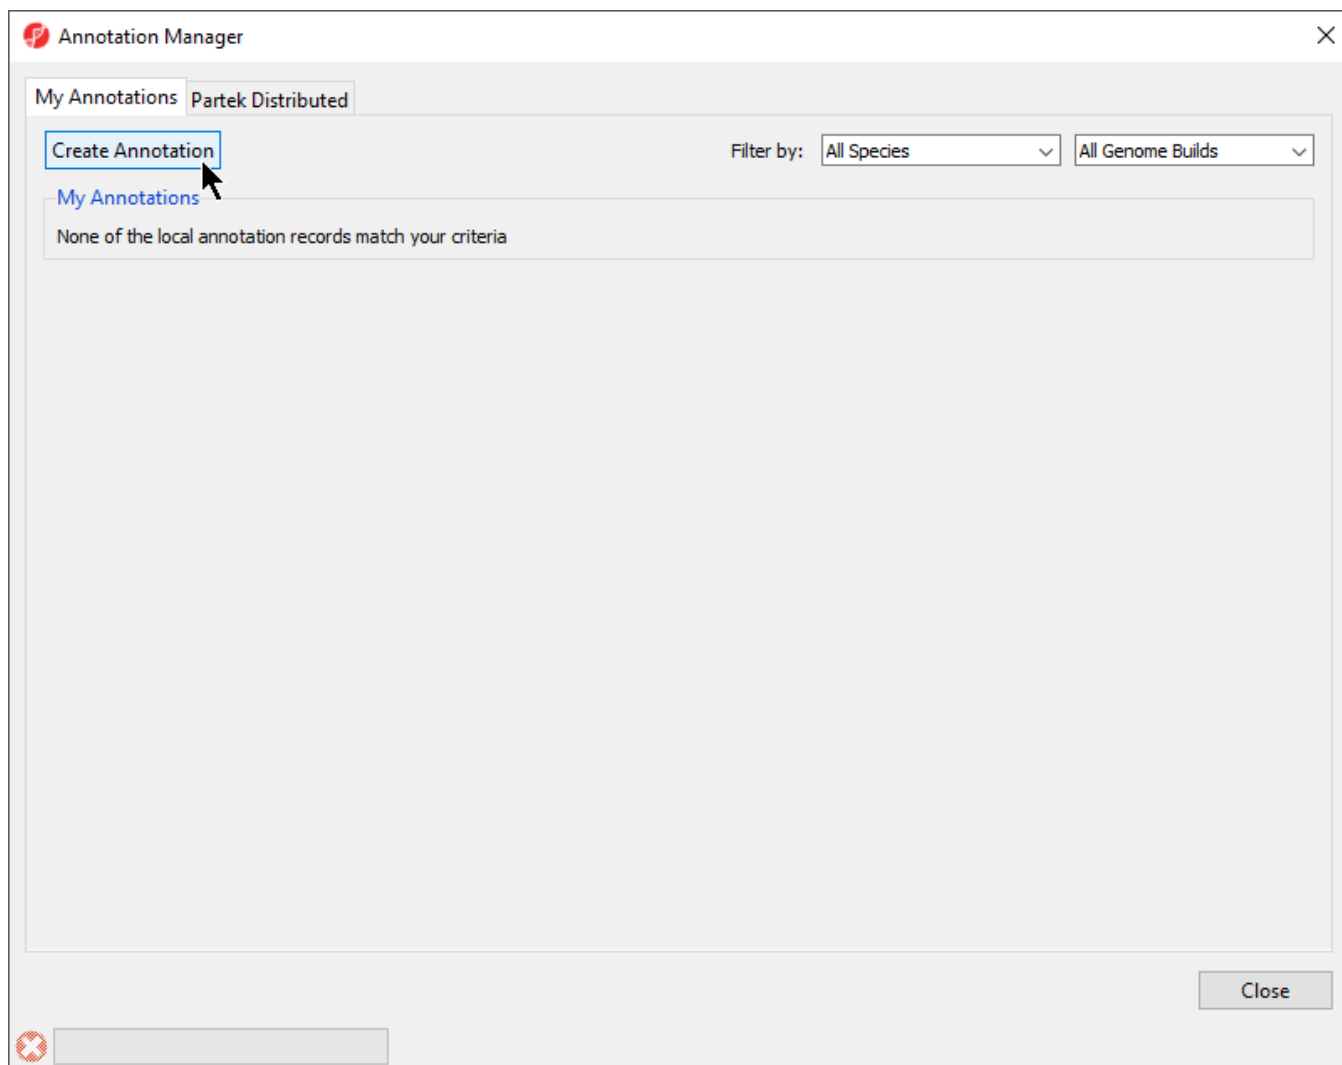 Annotation Manager
My Annotations Partek Distributed
Create Annotation Filter by: All Species All Genome Builds
My Annotations
None of the local annotation records match your criteria
Close